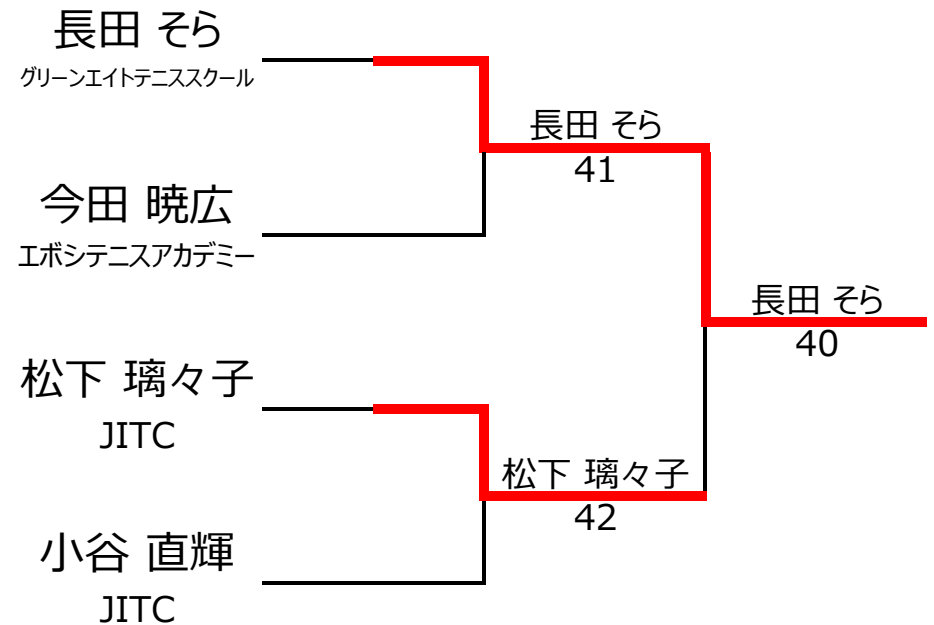 長田 そら
グリーンエイトテニススクール
今田 暁広
エボシテニスアカデミー
松下 璃々子
JITC
小谷 直輝
JITC
長田 そら
41
松下 璃々子
42
長田 そら
40